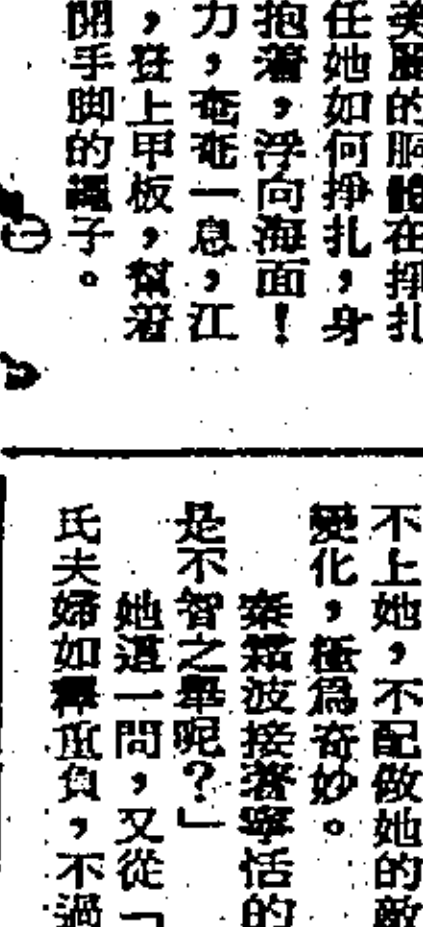 美麗的胴體在掙扎
任她如何掙扎，身
抱着，浮向海面！
力，奄奄一息，江
，登上甲板，幫着
開手脚的繩子。
不上她，不配做她的敵
變化，極爲奇妙。
秦霜波接着寧恬的
是不智之舉呢？」
她這一問，又從「
氏夫婦如釋重負，不過